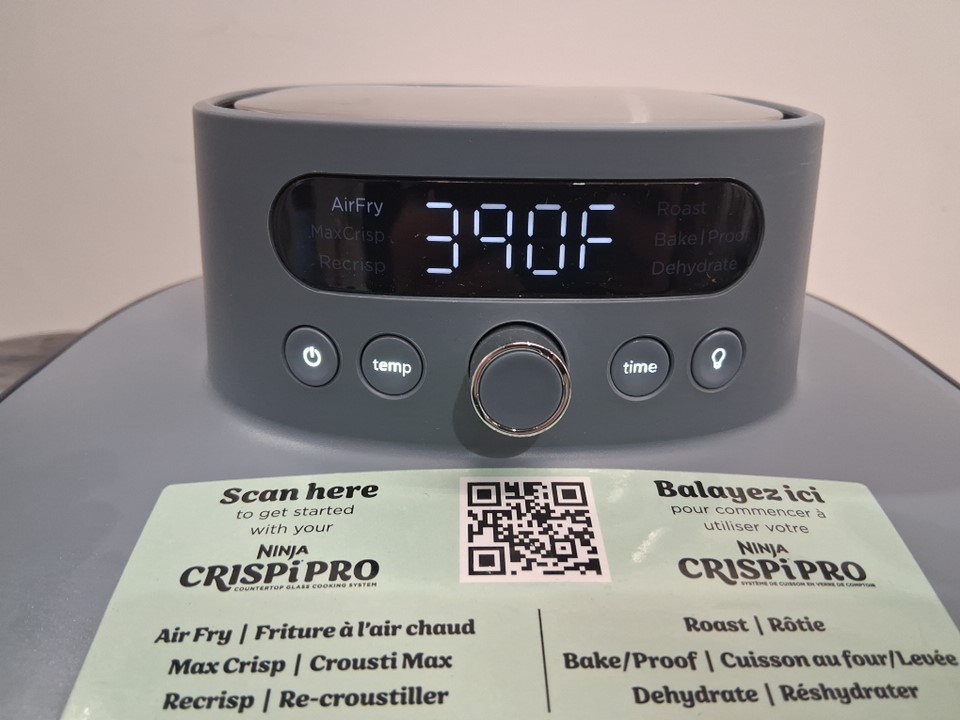 AirFry
MaxCrisp
Recrisp
390F
Roast
Bake|Proof
Dehydrate
temp
time
Scan here
to get started
with your
NINJA
CRISPiPRO
COUNTERTOP GLASS COOKING SYSTEM
Balayez ici
pour commencer à
utiliser votre
NINJA
CRISPiPRO
SYSTÈME DE CUISSON EN VERRE DE COMPTOIR
Air Fry | Friture à l'air chaud
Max Crisp | Crousti Max
Recrisp | Re-croustiller
Roast | Rôtie
Bake/Proof | Cuisson au four/Levée
Dehydrate | Réshydrater